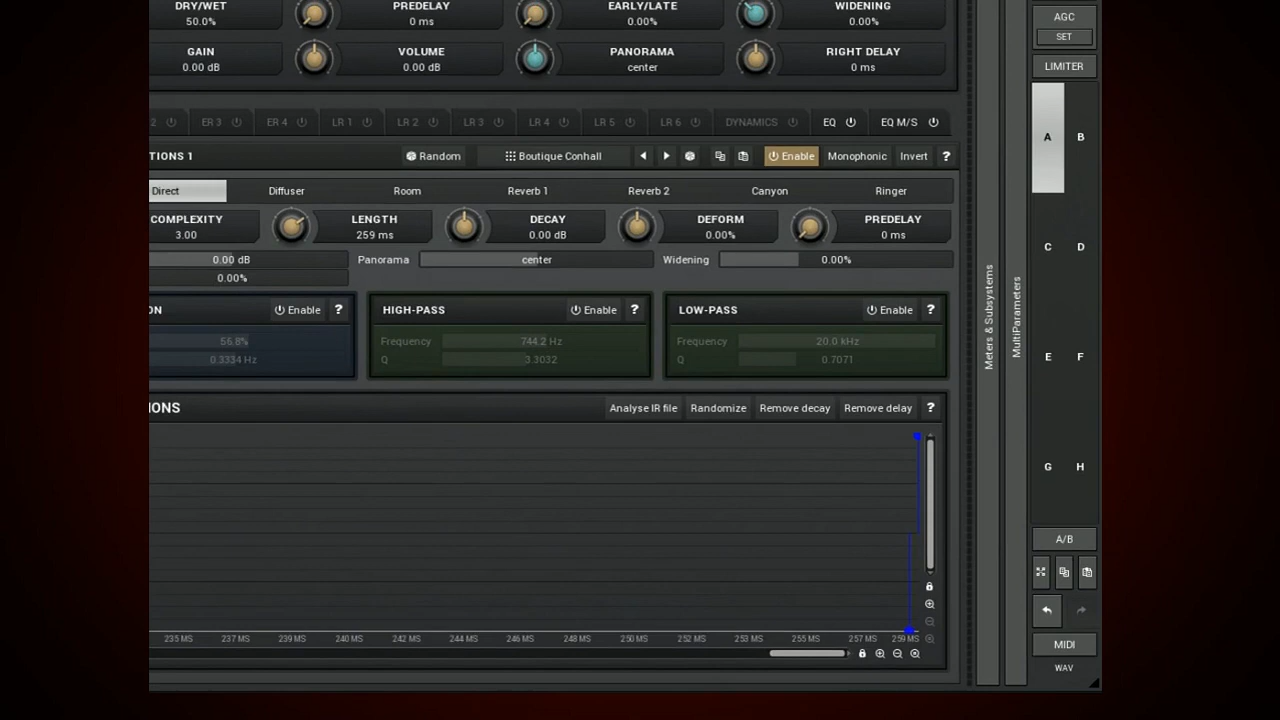 DRY/WET PREDELAY EARLY/LATE WIDENING
50.0% 0 ms 0.00% 0.00%
GAIN VOLUME PANORAMA RIGHT DELAY
0.00 dB 0.00 dB center 0 ms
2 ER 3 ER 4 LR 1 LR 2 LR 3 LR 4 LR 5 LR 6 DYNAMICS EQ EQ M/S
TIONS 1 Random Boutique Conhall Enable Monophonic Invert ?
Direct Diffuser Room Reverb 1 Reverb 2 Canyon Ringer
COMPLEXITY LENGTH DECAY DEFORM PREDELAY
3.00 259 ms 0.00 dB 0.00% 0 ms
0.00 dB Panorama center Widening 0.00%
0.00%
ON Enable ? HIGH-PASS Enable ? LOW-PASS Enable ?
56.8% Frequency 744.2 Hz Frequency 20.0 kHz
0.3334 Hz Q 3.3032 Q 0.7071
IONS Analyse IR file Randomize Remove decay Remove delay ?
235 MS 237 MS 239 MS 240 MS 242 MS 244 MS 246 MS 248 MS 250 MS 252 MS 253 MS 255 MS 257 MS 259 MS
Meters & Subsystems
MultiParameters
AGC
SET
LIMITER
A B
C D
E F
G H
A/B
MIDI
WAV